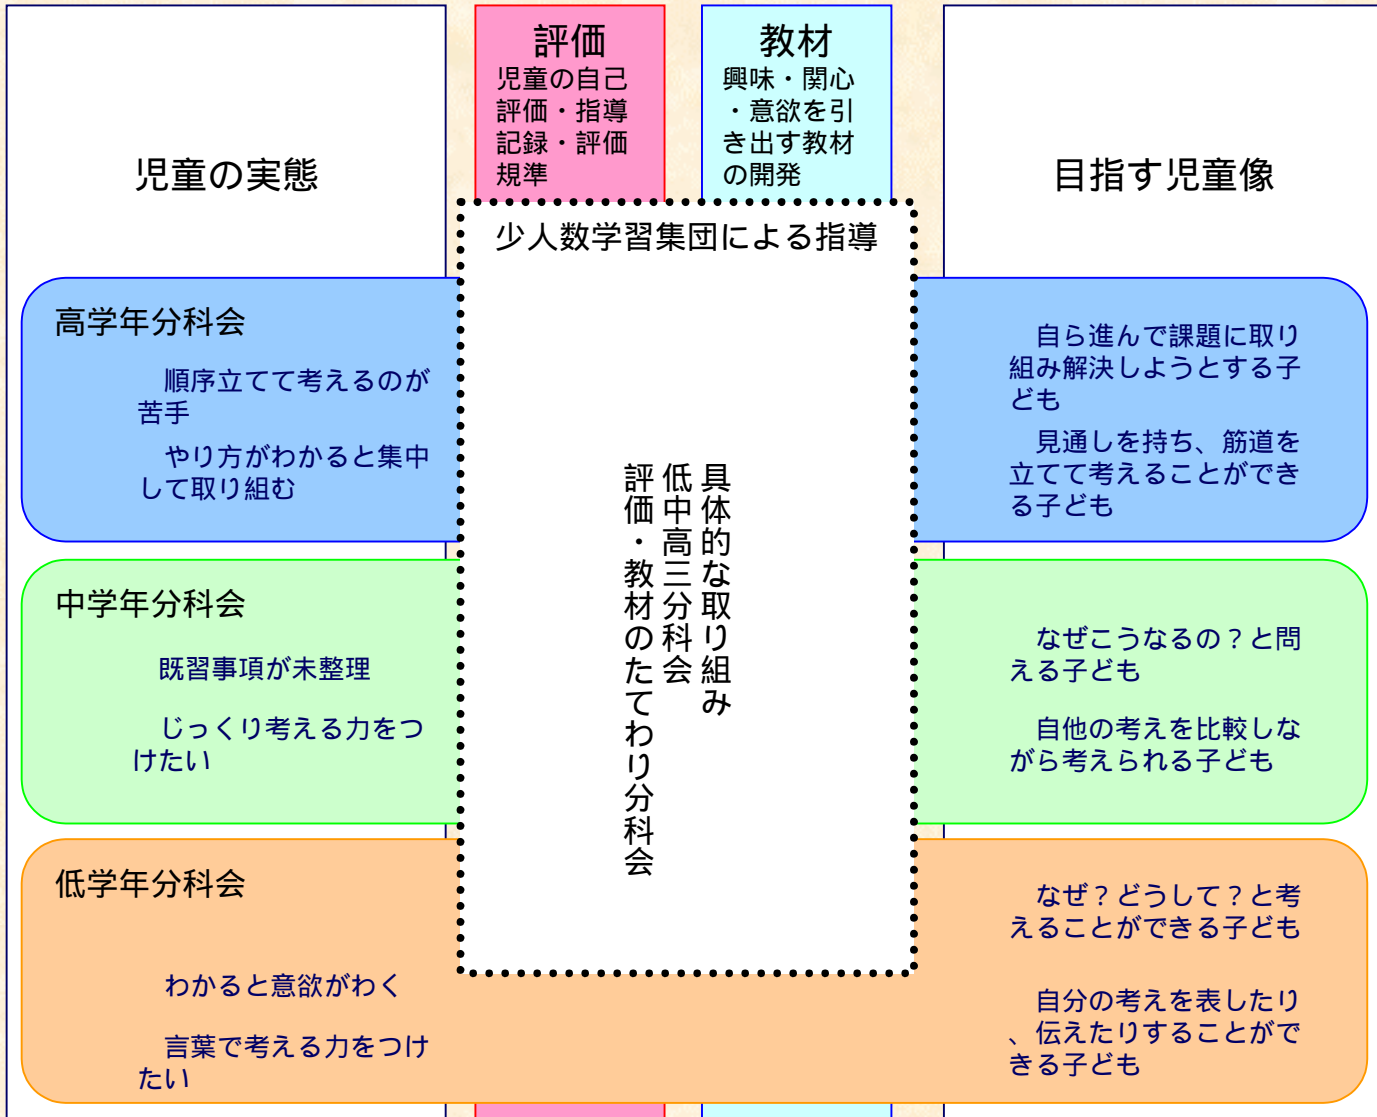 児童の実態
評価
児童の自己
評価・指導
記録・評価
規準
教材
興味・関心
・意欲を引
き出す教材
の開発
目指す児童像
少人数学習集団による指導
具体的な取り組み
低中高三分科会
評価・教材のたてわり分科会
高学年分科会
順序立てて考えるのが
苦手
やり方がわかると集中
して取り組む
自ら進んで課題に取り
組み解決しようとする子
ども
見通しを持ち、筋道を
立てて考えることができ
る子ども
中学年分科会
既習事項が未整理
じっくり考える力をつ
けたい
なぜこうなるの？と問
える子ども
自他の考えを比較しな
がら考えられる子ども
低学年分科会
わかると意欲がわく
言葉で考える力をつけ
たい
なぜ？どうして？と考
えることができる子ども
自分の考えを表したり
、伝えたりすることがで
きる子ども